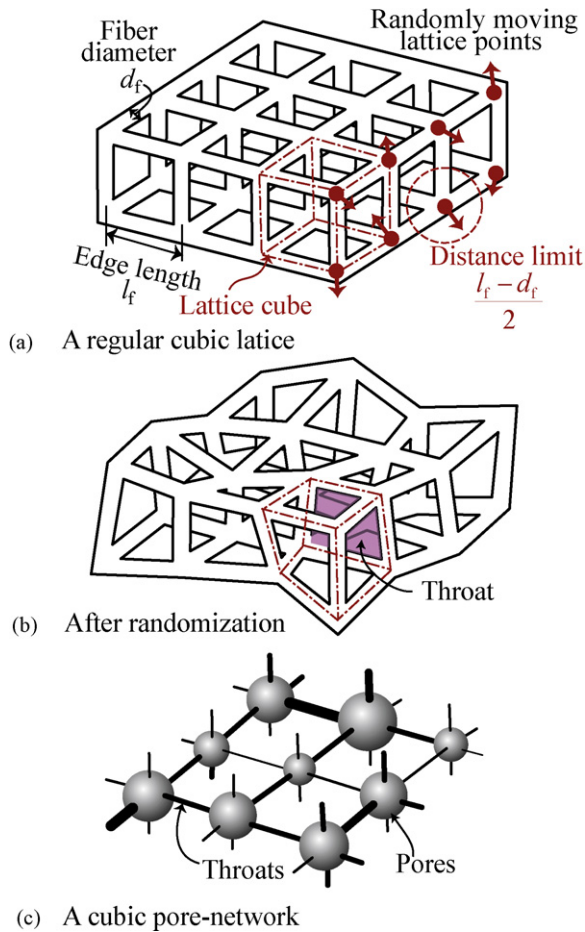 Fiber
diameter
d_f
Randomly moving
lattice points
Edge length
l_f
Lattice cube
Distance limit
l_f − d_f
2
(a) A regular cubic latice
Throat
(b) After randomization
Throats
Pores
(c) A cubic pore-network